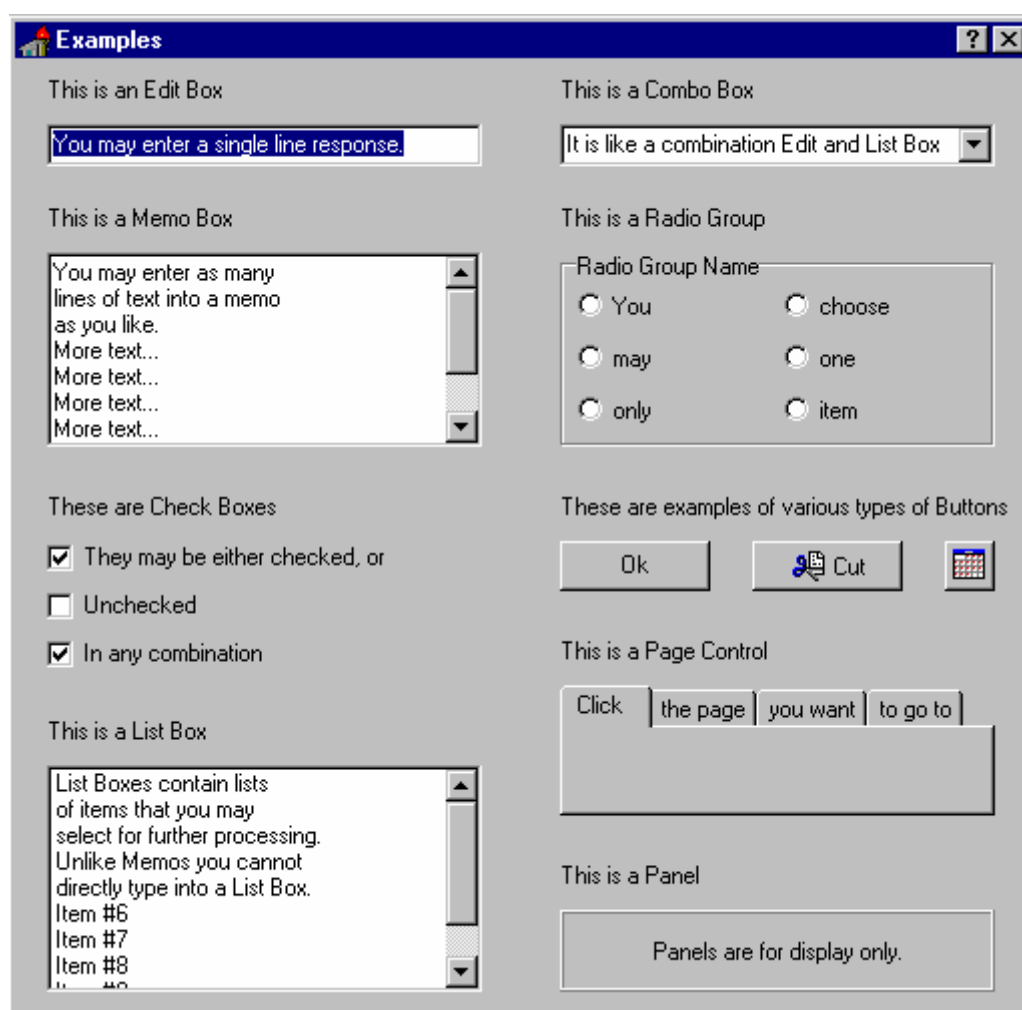 Examples
This is an Edit Box
You may enter a single line response.
This is a Memo Box
You may enter as many
lines of text into a memo
as you like.
More text...
More text...
More text...
More text...
These are Check Boxes
They may be either checked, or
Unchecked
In any combination
This is a List Box
List Boxes contain lists
of items that you may
select for further processing.
Unlike Memos you cannot
directly type into a List Box.
Item #6
Item #7
Item #8
This is a Combo Box
It is like a combination Edit and List Box
This is a Radio Group
Radio Group Name
You choose
may one
only item
These are examples of various types of Buttons
Ok Cut
This is a Page Control
Click the page you want to go to
This is a Panel
Panels are for display only.